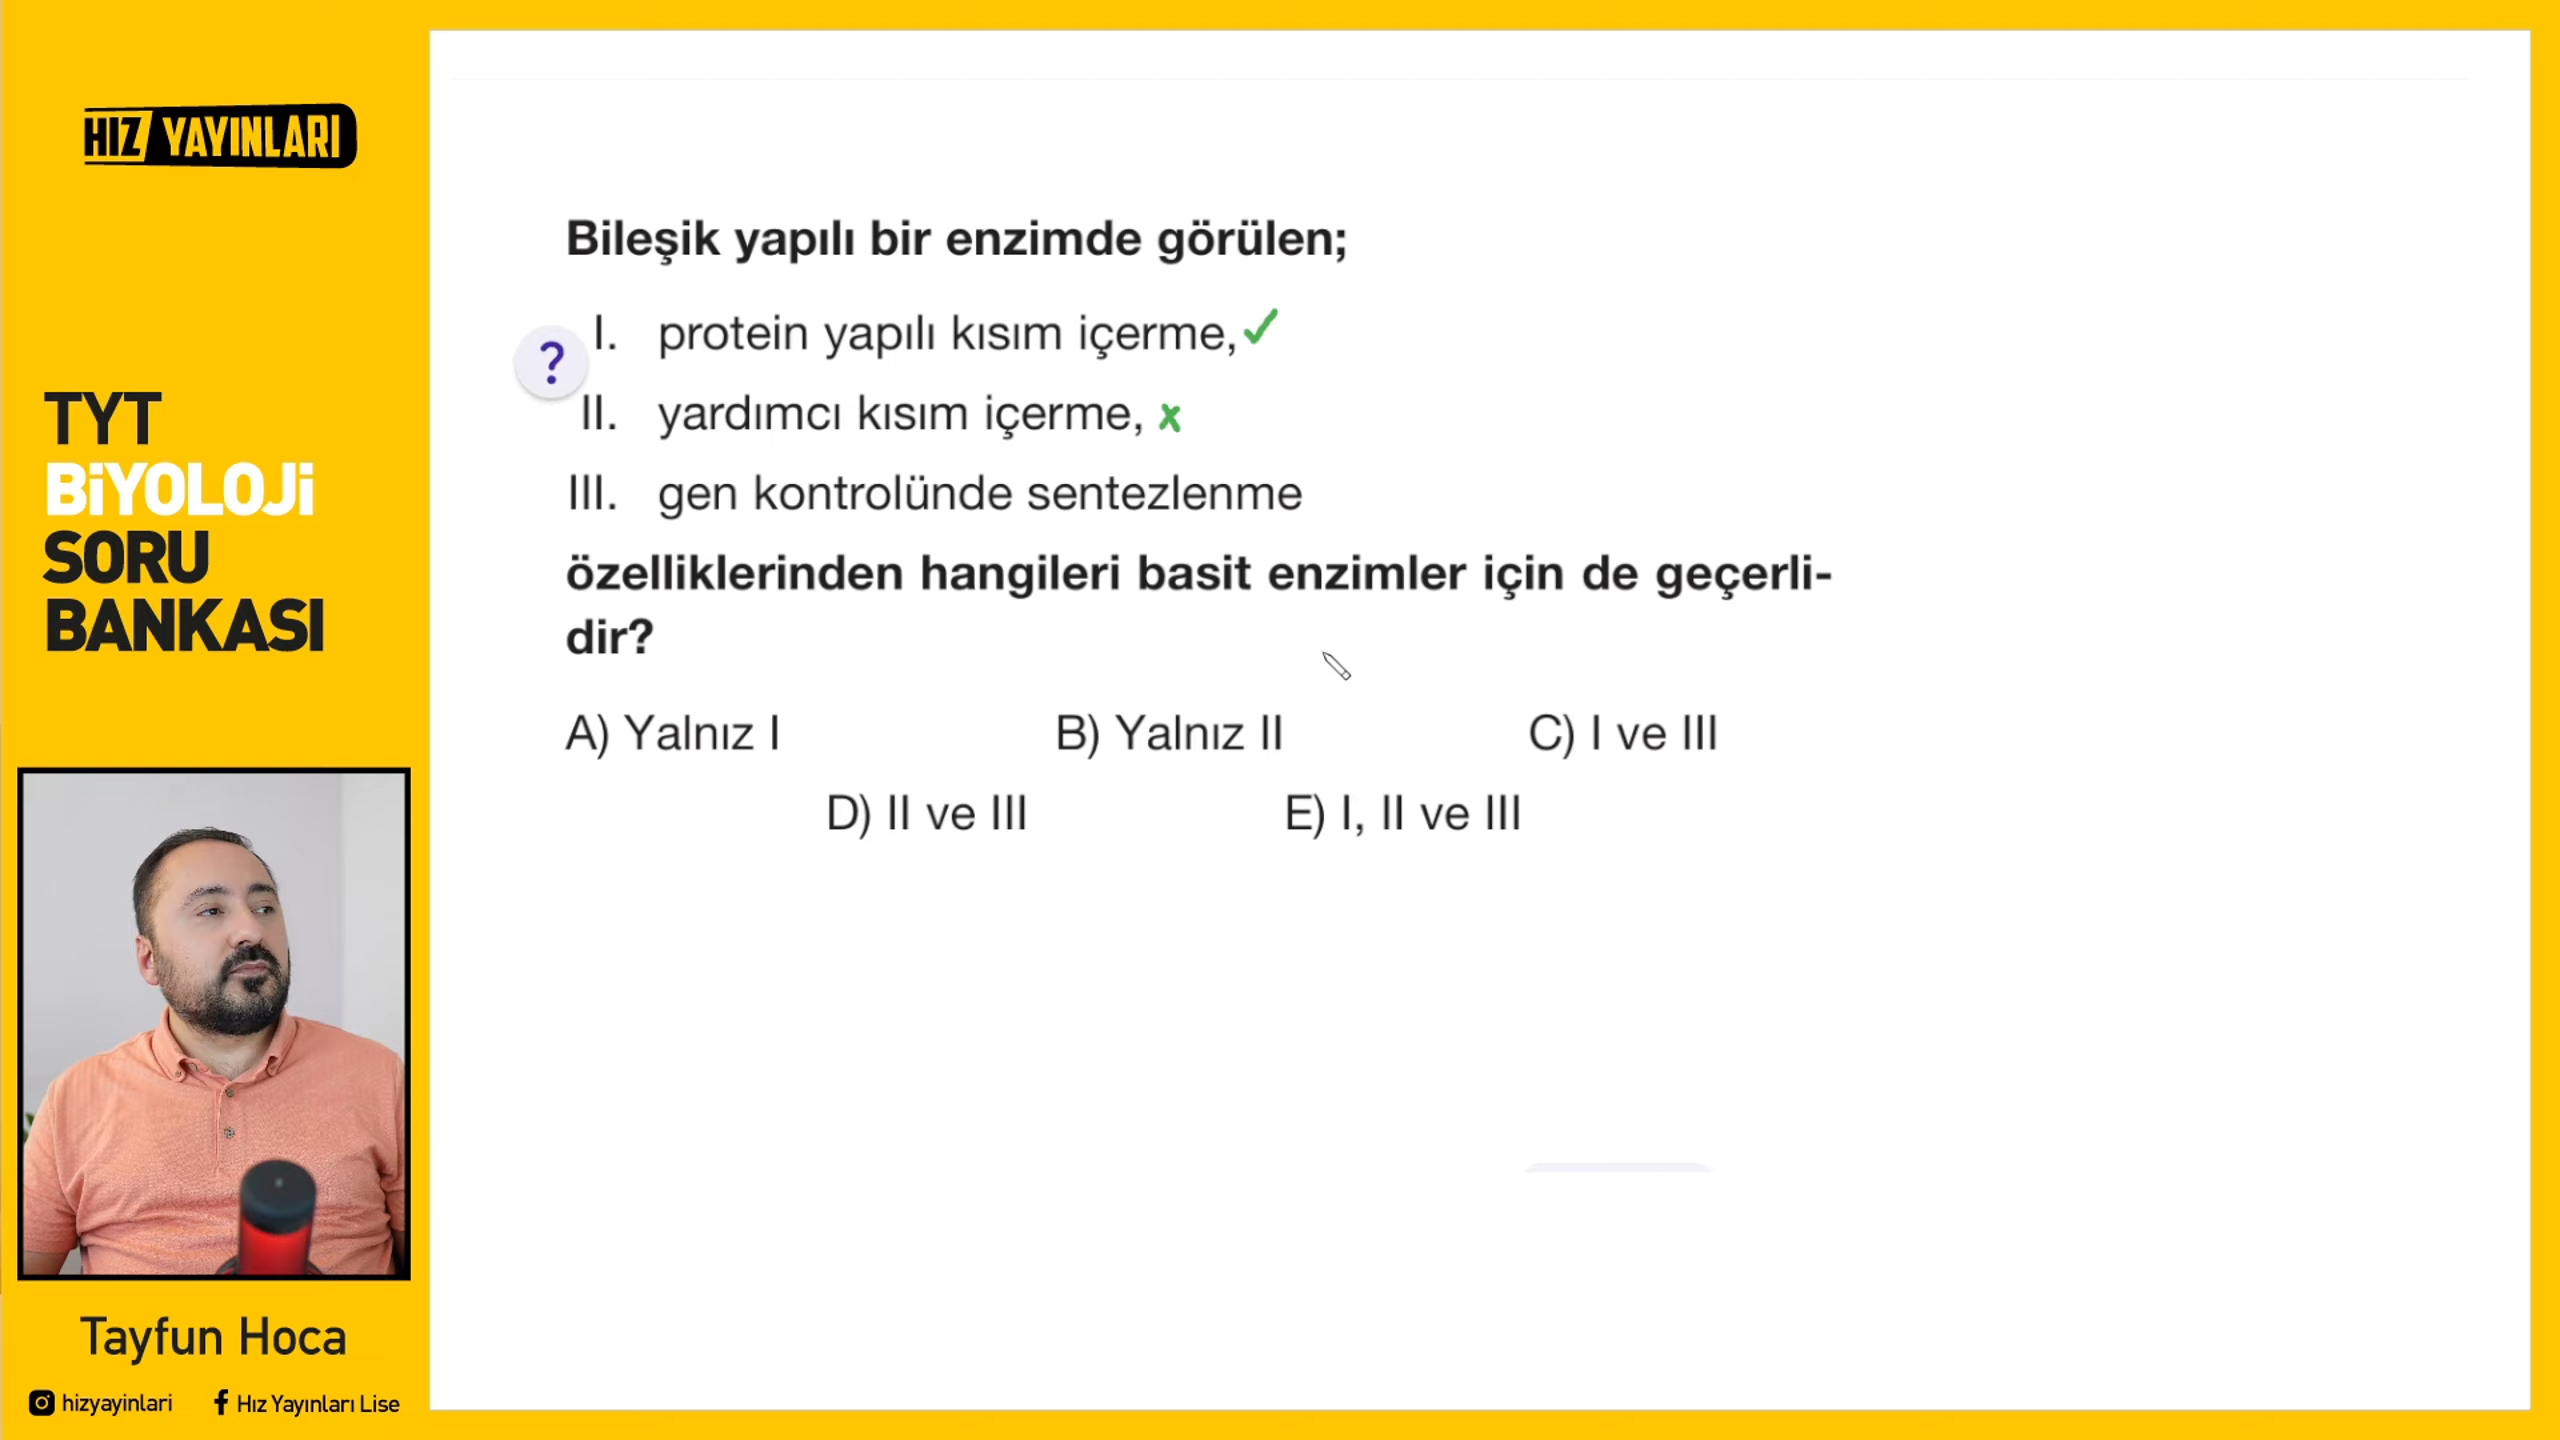 HIZ YAYINLARI
TYT
BiYOLOJi
SORU
BANKASI
Tayfun Hoca
hizyayinlari
Hız Yayınları Lise
Bileşik yapılı bir enzimde görülen;
?
I. protein yapılı kısım içerme, ✓
II. yardımcı kısım içerme, x
III. gen kontrolünde sentezlenme
özelliklerinden hangileri basit enzimler için de geçerli-
dir?
A) Yalnız I B) Yalnız II C) I ve III
D) II ve III E) I, II ve III